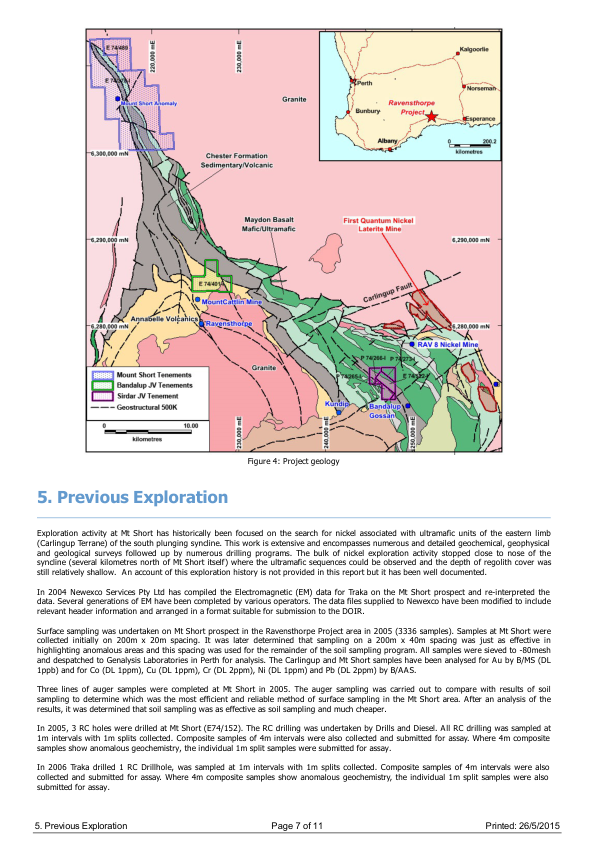 E 74/489
220,000 mE
230,000 mE
Granite
Kalgoorlie
Perth
Norseman
Ravensthorpe
Project
Bunbury
Esperance
Albany
0 200.2
kilometres
Mount Short Anomaly
6,300,000 mN
Chester Formation
Sedimentary/Volcanic
Maydon Basalt
Mafic/Ultramafic
First Quantum Nickel
Laterite Mine
6,290,000 mN
6,290,000 mN
E 74/401
Carlingup Fault
MountCattlin Mine
Annabelle Volcanics
Ravensthorpe
6,280,000 mN
6,280,000 mN
RAV 8 Nickel Mine
Granite
Mount Short Tenements
Bandalup JV Tenements
Sirdar JV Tenement
Geostructural 500K
0 10.00
kilometres
Kundip
Bandalup
Gossan
230,000 mE
240,000 mE
250,000 mE
Figure 4: Project geology
5. Previous Exploration
Exploration activity at Mt Short has historically been focused on the search for nickel associated with ultramafic units of the eastern limb
(Carlingup Terrane) of the south plunging syncline. This work is extensive and encompasses numerous and detailed geochemical, geophysical
and geological surveys followed up by numerous drilling programs. The bulk of nickel exploration activity stopped close to nose of the
syncline (several kilometres north of Mt Short itself) where the ultramafic sequences could be observed and the depth of regolith cover was
still relatively shallow. An account of this exploration history is not provided in this report but it has been well documented.
In 2004 Newexco Services Pty Ltd has compiled the Electromagnetic (EM) data for Traka on the Mt Short prospect and re-interpreted the
data. Several generations of EM have been completed by various operators. The data files supplied to Newexco have been modified to include
relevant header information and arranged in a format suitable for submission to the DOIR.
Surface sampling was undertaken on Mt Short prospect in the Ravensthorpe Project area in 2005 (3336 samples). Samples at Mt Short were
collected initially on 200m x 20m spacing. It was later determined that sampling on a 200m x 40m spacing was just as effective in
highlighting anomalous areas and this spacing was used for the remainder of the soil sampling program. All samples were sieved to -80mesh
and despatched to Genalysis Laboratories in Perth for analysis. The Carlingup and Mt Short samples have been analysed for Au by B/MS (DL
1ppb) and for Co (DL 1ppm), Cu (DL 1ppm), Cr (DL 2ppm), Ni (DL 1ppm) and Pb (DL 2ppm) by B/AAS.
Three lines of auger samples were completed at Mt Short in 2005. The auger sampling was carried out to compare with results of soil
sampling to determine which was the most efficient and reliable method of surface sampling in the Mt Short area. After an analysis of the
results, it was determined that soil sampling was as effective as soil sampling and much cheaper.
In 2005, 3 RC holes were drilled at Mt Short (E74/152). The RC drilling was undertaken by Drills and Diesel. All RC drilling was sampled at
1m intervals with 1m splits collected. Composite samples of 4m intervals were also collected and submitted for assay. Where 4m composite
samples show anomalous geochemistry, the individual 1m split samples were submitted for assay.
In 2006 Traka drilled 1 RC Drillhole, was sampled at 1m intervals with 1m splits collected. Composite samples of 4m intervals were also
collected and submitted for assay. Where 4m composite samples show anomalous geochemistry, the individual 1m split samples were also
submitted for assay.
5. Previous Exploration Page 7 of 11 Printed: 26/5/2015